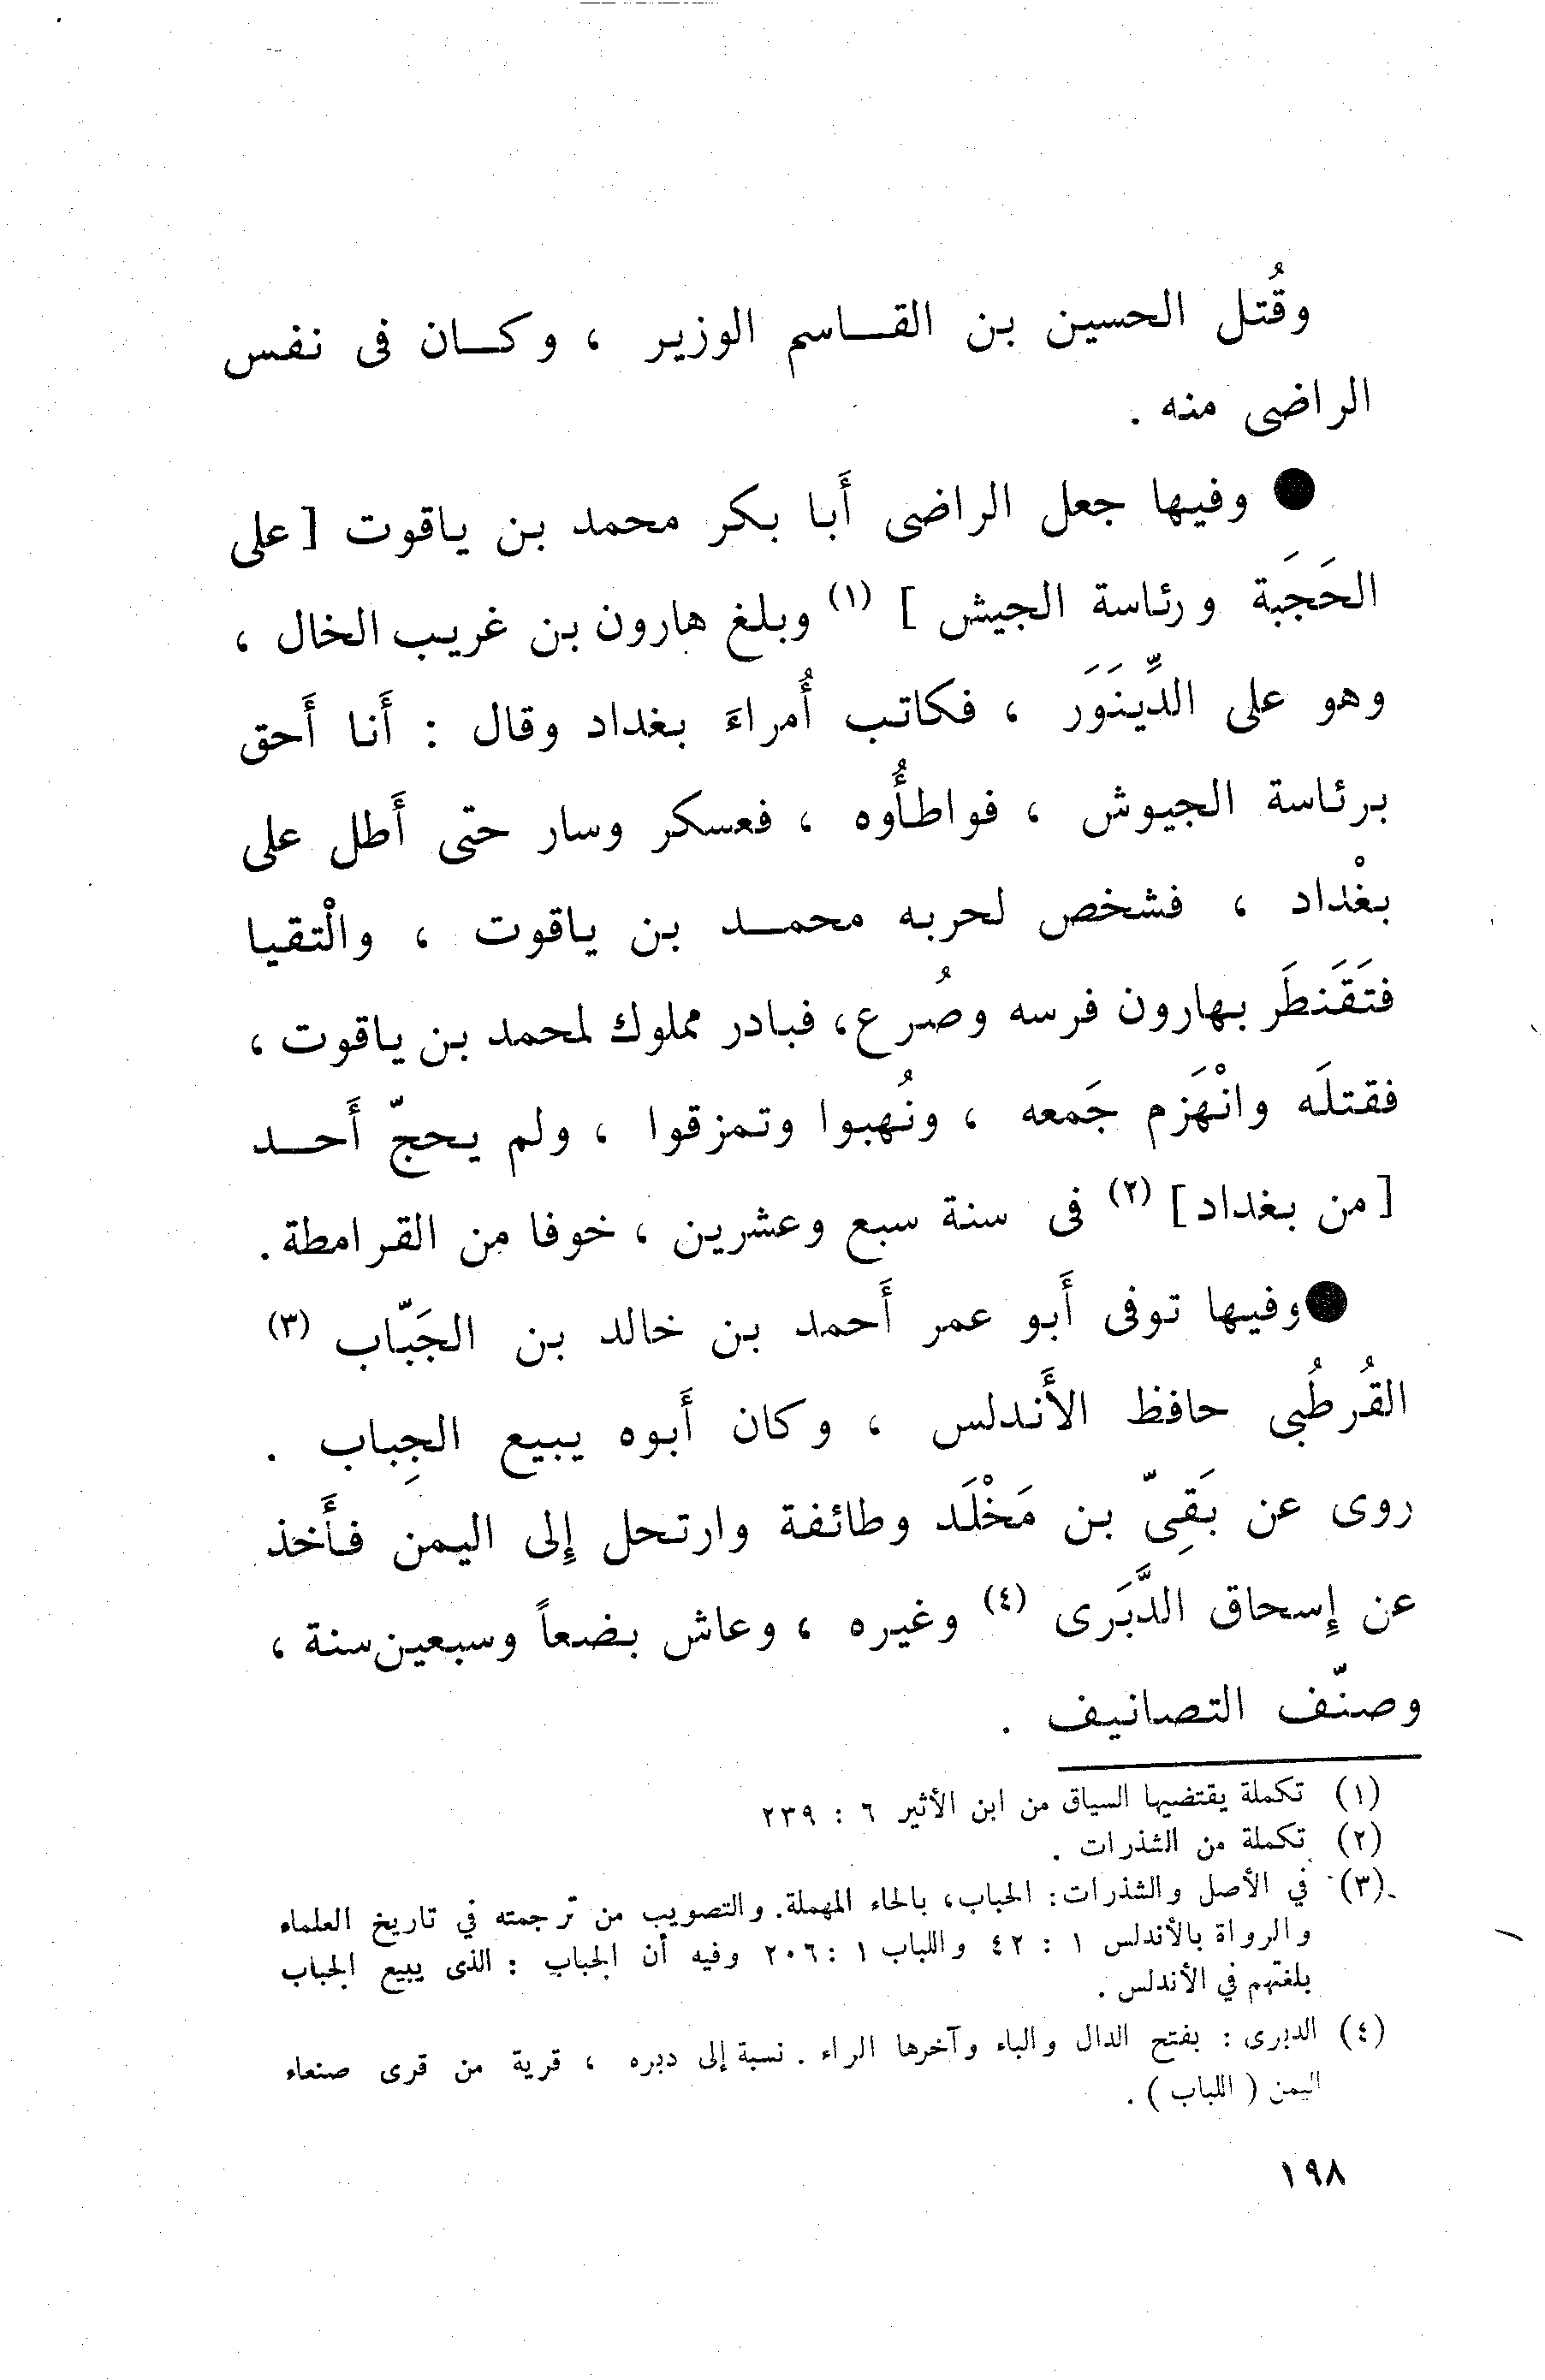 وقُتل الحسين بن القاسم الوزير ، وكان فى نفس
الراضى منه .
● وفيها جعل الراضى أَبا بكر محمد بن ياقوت [على
الحَجَبة ورئاسة الجيش ] (١) وبلغ هارون بن غريب الخال ،
وهو على الدِّينَوَر ، فكاتب أُمراءَ بغداد وقال : أَنا أَحق
برئاسة الجيوش ، فواطأُوه ، فعسكر وسار حتى أَطل على
بغْداد ، فشخص لحربه محمد بن ياقوت ، والْتقيا
فتَقَنطَر بهارون فرسه وصُرع، فبادر مملوك لمحمد بن ياقوت ،
فقتلَه وانْهَزم جَمعه ، ونُهبوا وتمزقوا ، ولم يحجّ أَحد
[من بغداد] (٢) فى سنة سبع وعشرين ، خوفا من القرامطة.
● وفيها توفى أَبو عمر أَحمد بن خالد بن الجَبّاب (٣)
القُرطُبى حافظ الأَندلس ، وكان أَبوه يبيع الجِباب .
روى عن بَقِىّ بن مَخْلَد وطائفة وارتحل إِلى اليمن فأَخذ
عن إِسحاق الدَّبَرى (٤) وغيره ، وعاش بضعاً وسبعين سنة ،
وصنّف التصانيف .
(١) تكملة يقتضيها السياق من ابن الأثير ٦ : ٢٣٩
(٢) تكملة من الشذرات .
(٣) في الأصل والشذرات: الحباب، بالحاء المهملة. والتصويب من ترجمته في تاريخ العلماء
والرواة بالأندلس ١ : ٤٢ واللباب ١ : ٢٠٦ وفيه أن الجباب : الذى يبيع الجباب
بلغتهم في الأندلس .
(٤) الدبرى : بفتح الدال والباء وآخرها الراء . نسبة إلى دبره ، قرية من قرى صنعاء
اليمن ( اللباب ) .
١٩٨